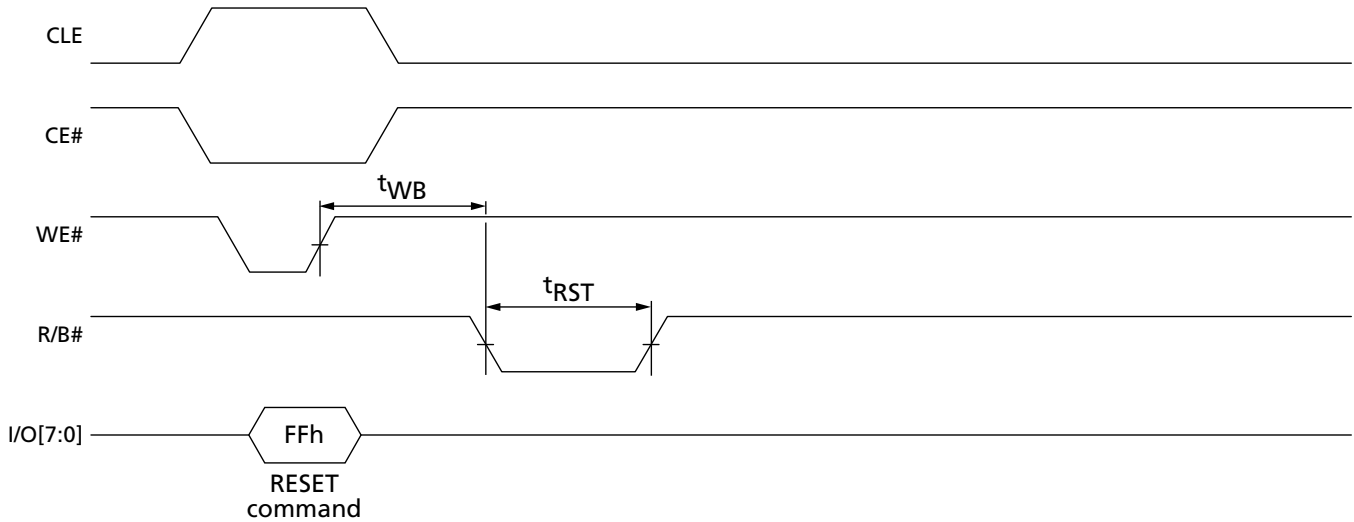 CLE
CE#
tWB
WE#
tRST
R/B#
I/O[7:0]
FFh
RESET
command